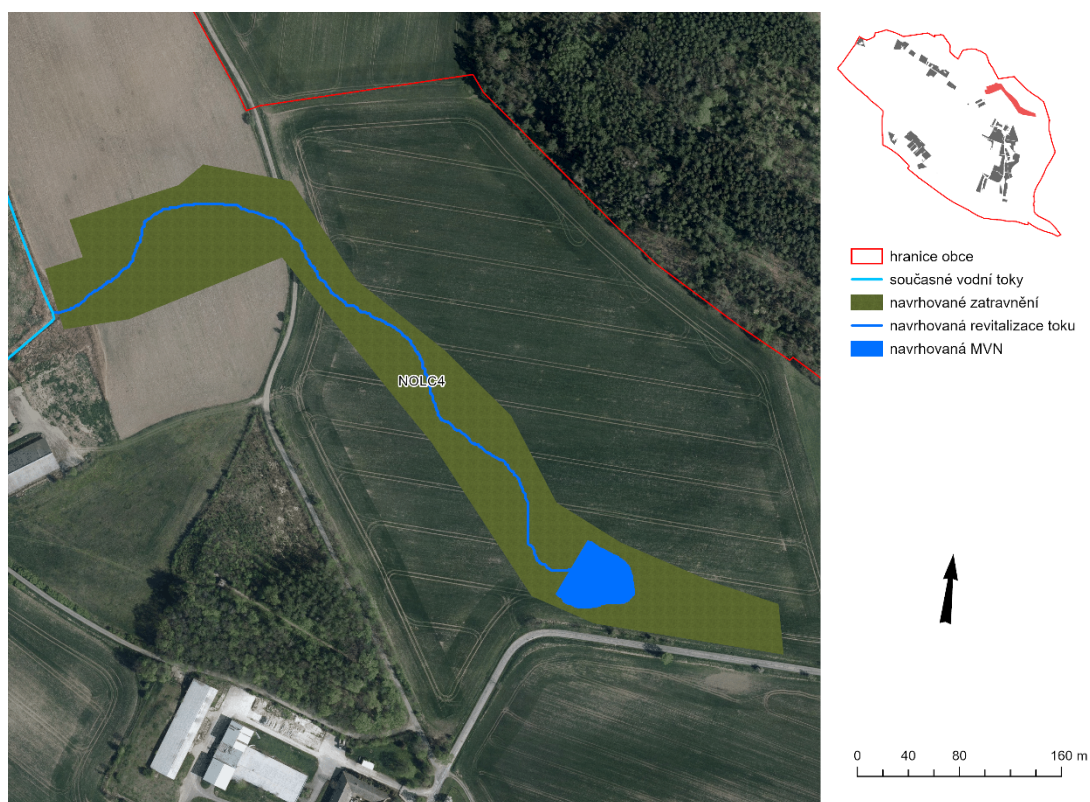 NOLC4
hranice obce
současné vodní toky
navrhované zatravnění
navrhovaná revitalizace toku
navrhovaná MVN
0 40 80 160 m